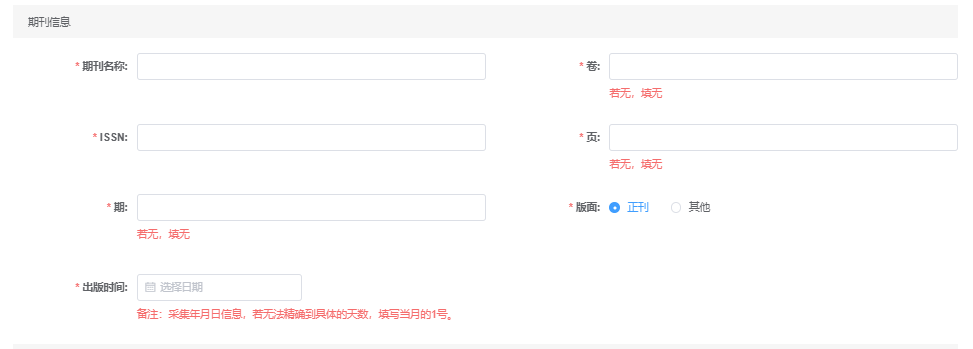 期刊信息
* 期刊名称:
* 卷:
若无，填无
* ISSN:
* 页:
若无，填无
* 期:
若无，填无
* 版面: 正刊 其他
* 出版时间: 选择日期
备注：采集年月日信息，若无法精确到具体的天数，填写当月的1号。